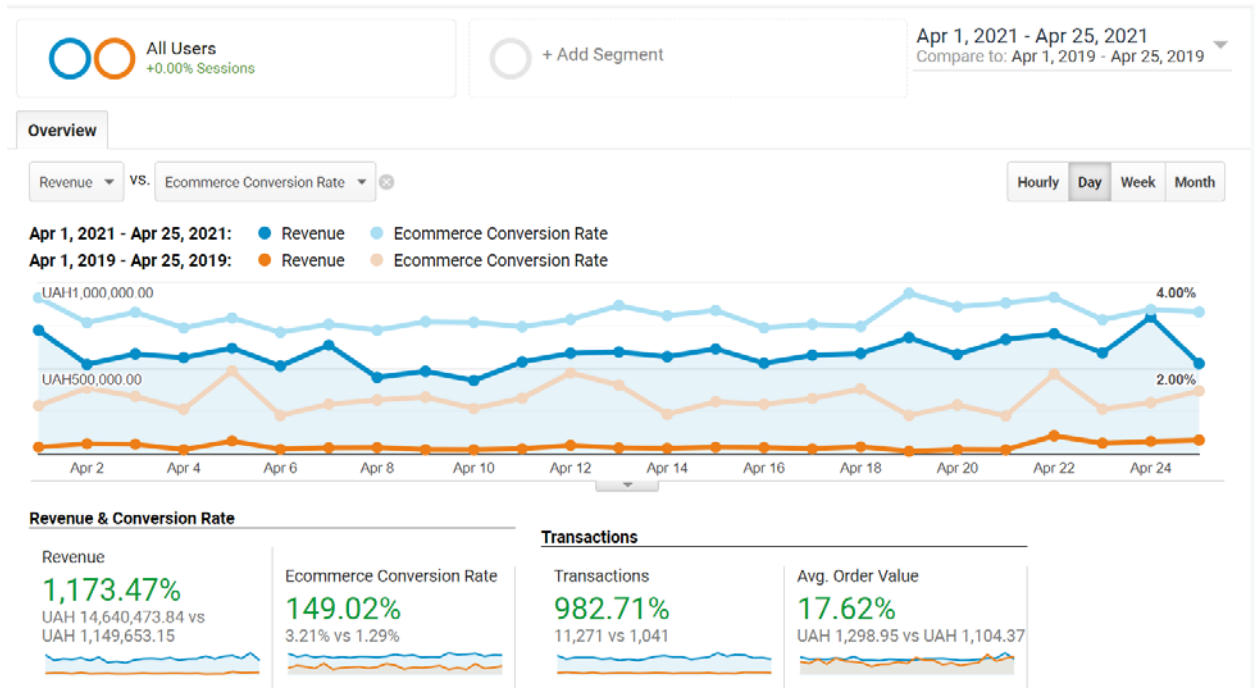 All Users
+0.00% Sessions
+ Add Segment
Apr 1, 2021 - Apr 25, 2021
Compare to: Apr 1, 2019 - Apr 25, 2019
Overview
Revenue VS. Ecommerce Conversion Rate
Hourly Day Week Month
Apr 1, 2021 - Apr 25, 2021: Revenue Ecommerce Conversion Rate
Apr 1, 2019 - Apr 25, 2019: Revenue Ecommerce Conversion Rate
UAH1,000,000.00 4.00%
UAH500,000.00 2.00%
Apr 2 Apr 4 Apr 6 Apr 8 Apr 10 Apr 12 Apr 14 Apr 16 Apr 18 Apr 20 Apr 22 Apr 24
Revenue & Conversion Rate
Revenue
1,173.47%
UAH 14,640,473.84 vs
UAH 1,149,653.15
Ecommerce Conversion Rate
149.02%
3.21% vs 1.29%
Transactions
Transactions
982.71%
11,271 vs 1,041
Avg. Order Value
17.62%
UAH 1,298.95 vs UAH 1,104.37